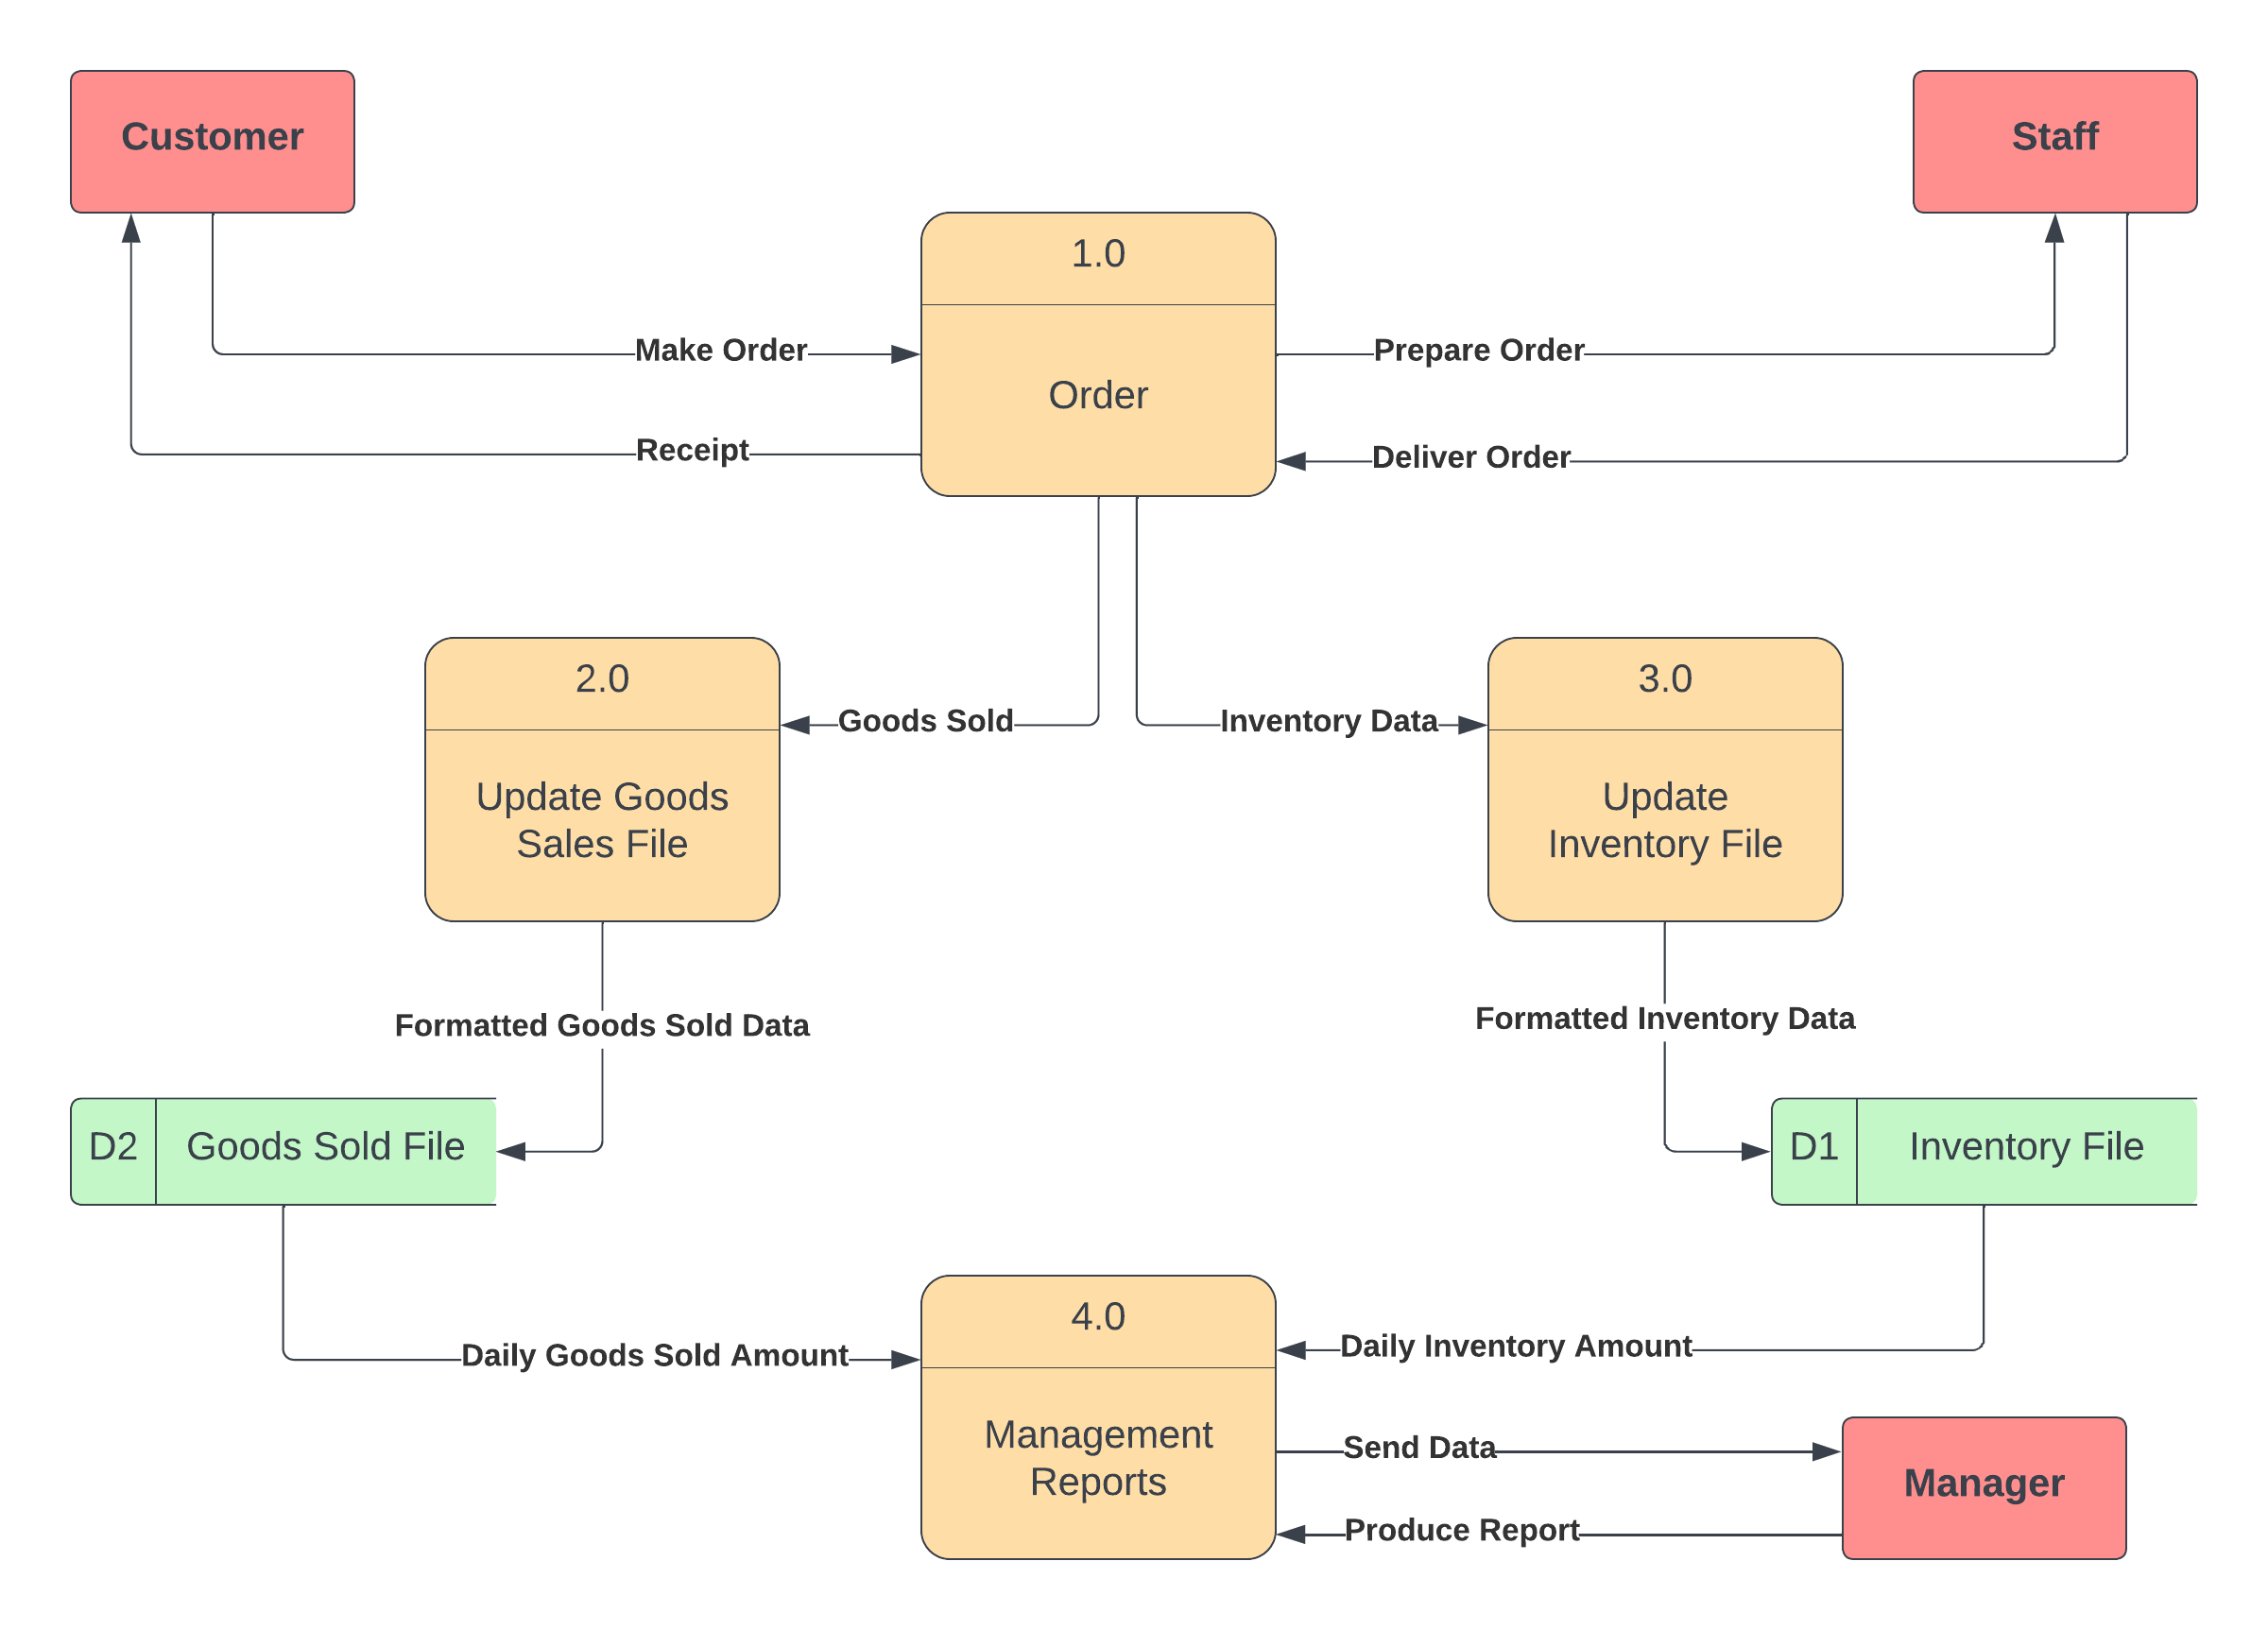 Customer
Staff
1.0
Make Order
Prepare Order
Order
Receipt
Deliver Order
2.0
3.0
Goods Sold
Inventory Data
Update Goods
Sales File
Update
Inventory File
Formatted Goods Sold Data
Formatted Inventory Data
D2
Goods Sold File
D1
Inventory File
4.0
Daily Goods Sold Amount
Daily Inventory Amount
Management
Reports
Send Data
Manager
Produce Report